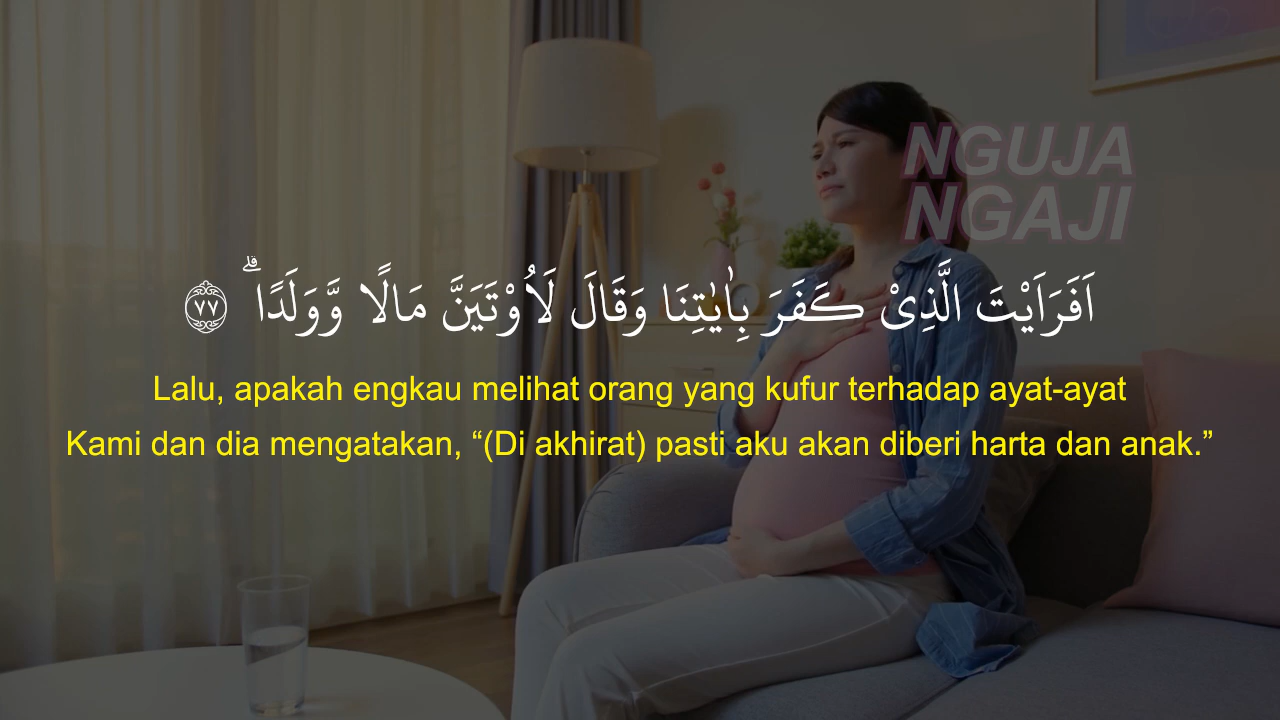 NGUJA
NGAJI
اَفَرَاَيْتَ الَّذِيْ كَفَرَ بِاٰيٰتِنَا وَقَالَ لَاُوْتَيَنَّ مَالًا وَّوَلَدًا ۗ ٧٧
Lalu, apakah engkau melihat orang yang kufur terhadap ayat-ayat
Kami dan dia mengatakan, “(Di akhirat) pasti aku akan diberi harta dan anak.”